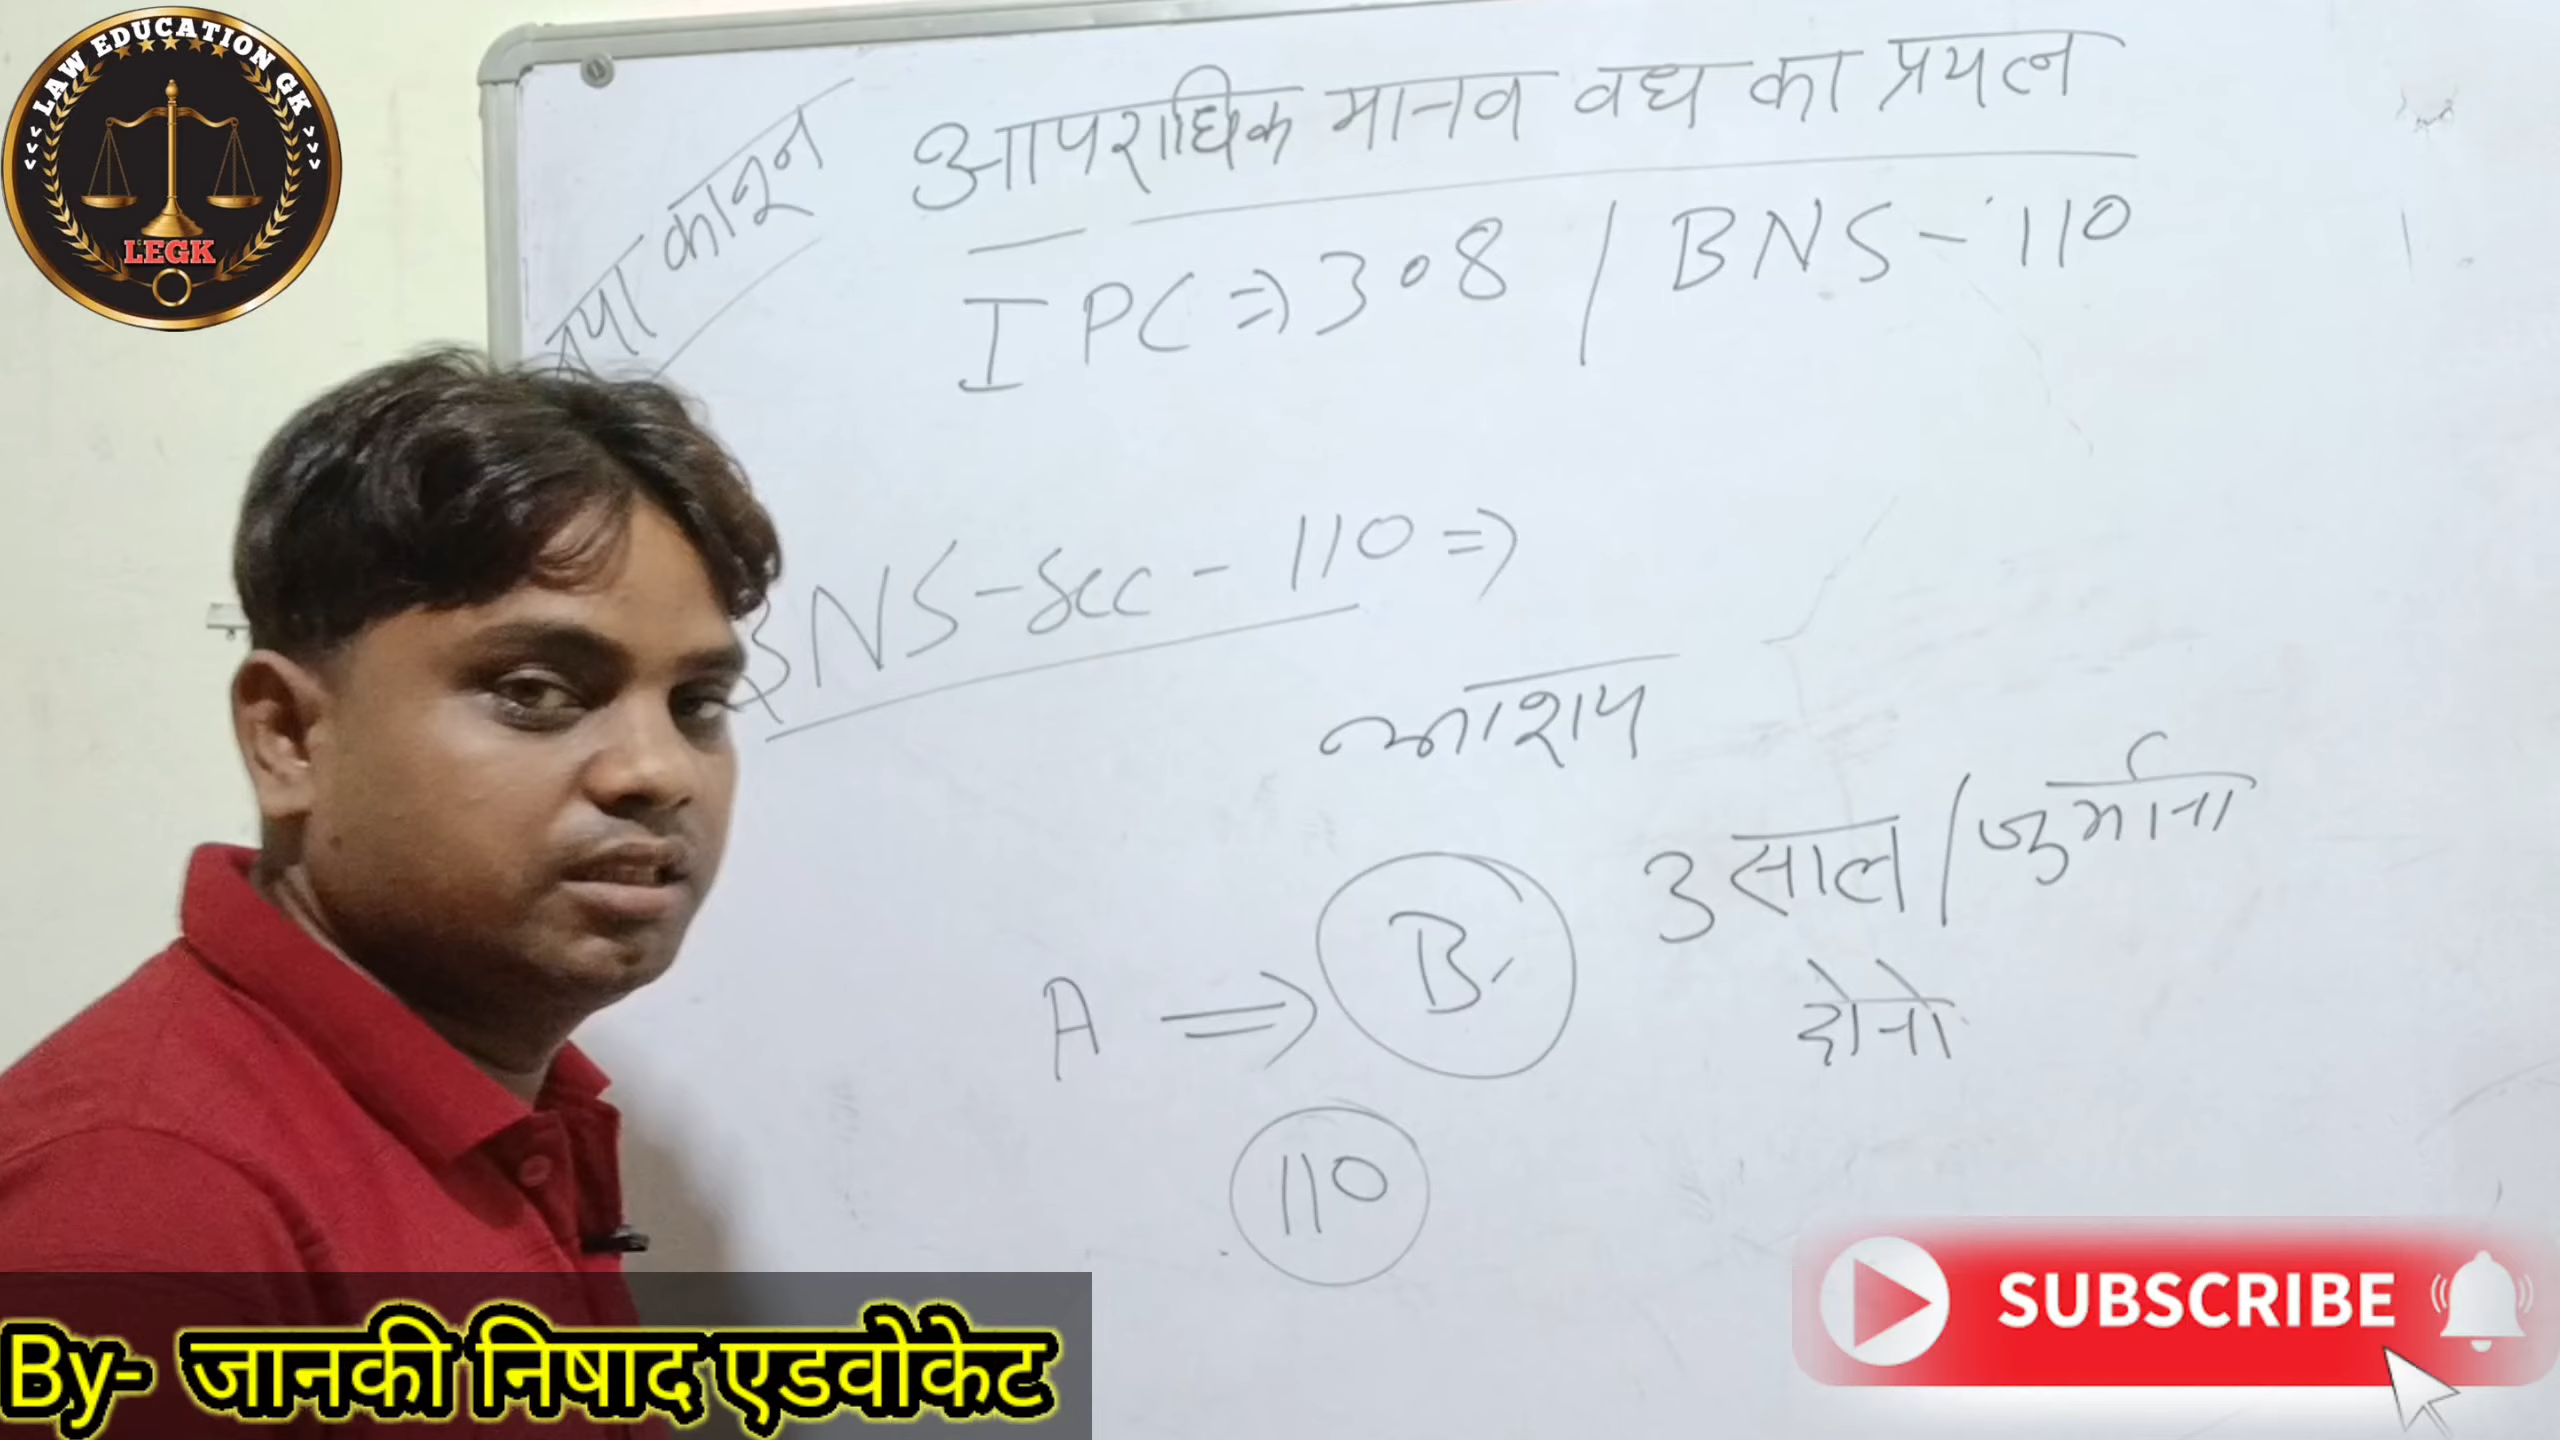 LAW EDUCATION GK
LEGK
नया कानून
आपराधिक मानव वध का प्रयत्न
IPC ⇒ 308 / BNS - 110
BNS - Sec - 110 ⇒
आशय
3 साल / जुर्माना
दोनो
A ⇒ B
110
By- जानकी निषाद एडवोकेट
SUBSCRIBE